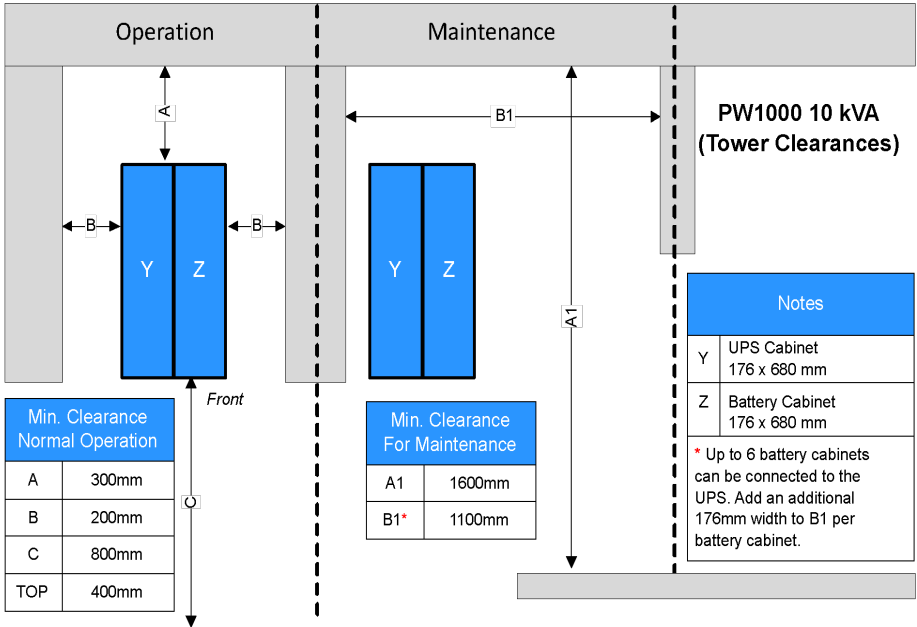 Operation
Maintenance
PW1000 10 kVA
(Tower Clearances)
A
B1
B
B
Y
Z
Y
Z
A1
Front
C
Min. Clearance
Normal Operation
A 300mm
B 200mm
C 800mm
TOP 400mm
Min. Clearance
For Maintenance
A1 1600mm
B1* 1100mm
Notes
Y UPS Cabinet
176 x 680 mm
Z Battery Cabinet
176 x 680 mm
* Up to 6 battery cabinets
can be connected to the
UPS. Add an additional
176mm width to B1 per
battery cabinet.